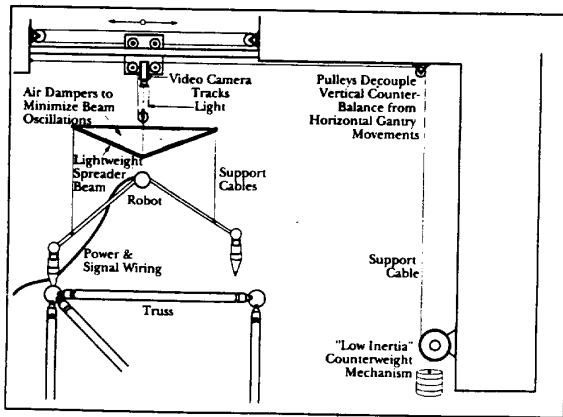 Video Camera
Tracks
Light
Air Dampers to
Minimize Beam
Oscillations
Pulleys Decouple
Vertical Counter-
Balance from
Horizontal Gantry
Movements
Lightweight
Spreader
Beam
Support
Cables
Robot
Power &
Signal Wiring
Truss
Support
Cable
"Low Inertia"
Counterweight
Mechanism